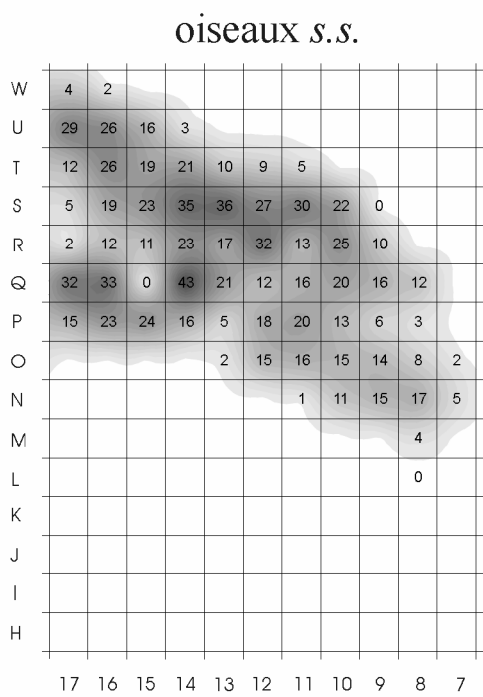 oiseaux s.s.
W 4 2
U 29 26 16 3
T 12 26 19 21 10 9 5
S 5 19 23 35 36 27 30 22 0
R 2 12 11 23 17 32 13 25 10
Q 32 33 0 43 21 12 16 20 16 12
P 15 23 24 16 5 18 20 13 6 3
O 2 15 16 15 14 8 2
N 1 11 15 17 5
M 4
L 0
K
J
I
H
17 16 15 14 13 12 11 10 9 8 7